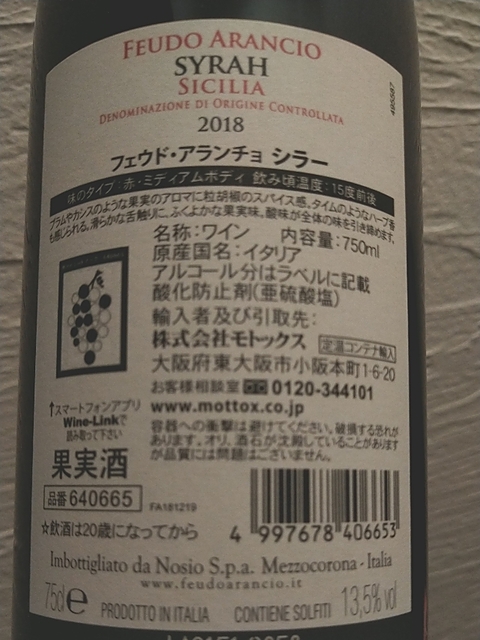 FEUDO ARANCIO
SYRAH
SICILIA
DENOMINAZIONE DI ORIGINE CONTROLLATA
2018
495587
フェウド・アランチョ シラー
味のタイプ:赤・ミディアムボディ 飲み頃温度:15度前後
プラムやカシスのような果実のアロマに粒胡椒のスパイス感、タイムのようなハーブ香
も感じられる。滑らかな舌触りに、ふくよかな果実味。酸味が全体の味を引き締めます。
名称:ワイン 内容量:750ml
原産国名:イタリア
アルコール分はラベルに記載
酸化防止剤(亜硫酸塩)
輸入者及び引取先:
株式会社モトックス 定温コンテナ輸入
大阪府東大阪市小阪本町1-6-20
お客様相談室 0120-344101
www.mottox.co.jp
↑スマートフォンアプリ
Wine-Linkで
読み取って下さい
容器への衝撃は避けてください。破損する恐れが
あります。オリ、酒石が沈殿していることがありますが
品質には問題はございません。
果実酒
品番 640665
FA181219
☆飲酒は20歳になってから
4 997678 406653
Imbottigliato da Nosio S.p.a. Mezzocorona - Italia
www.feudoarancio.it
75cl e PRODOTTO IN ITALIA CONTIENE SOLFITI 13,5% vol